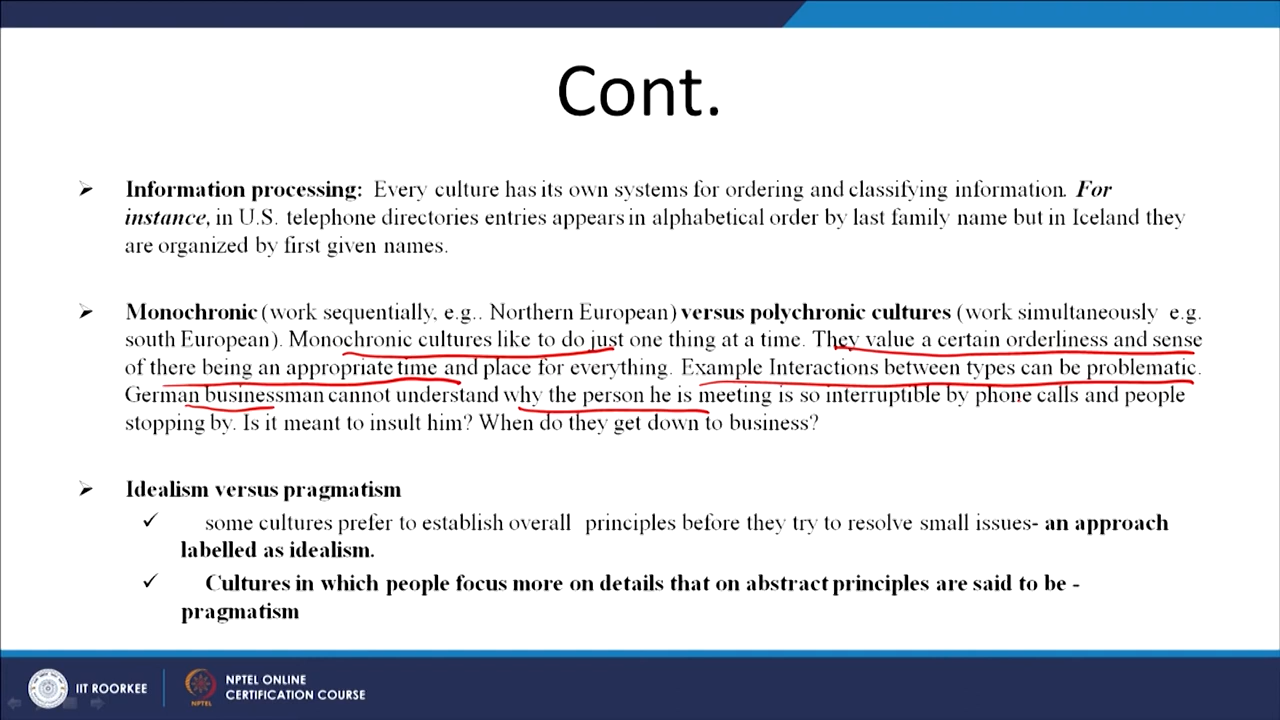 Cont.
Information processing: Every culture has its own systems for ordering and classifying information. For
instance, in U.S. telephone directories entries appears in alphabetical order by last family name but in Iceland they
are organized by first given names.
Monochronic (work sequentially, e.g.. Northern European) versus polychronic cultures (work simultaneously e.g.
south European). Monochronic cultures like to do just one thing at a time. They value a certain orderliness and sense
of there being an appropriate time and place for everything. Example Interactions between types can be problematic.
German businessman cannot understand why the person he is meeting is so interruptible by phone calls and people
stopping by. Is it meant to insult him? When do they get down to business?
Idealism versus pragmatism
some cultures prefer to establish overall principles before they try to resolve small issues- an approach
labelled as idealism.
Cultures in which people focus more on details that on abstract principles are said to be -
pragmatism
IIT ROORKEE
NPTEL
NPTEL ONLINE
CERTIFICATION COURSE